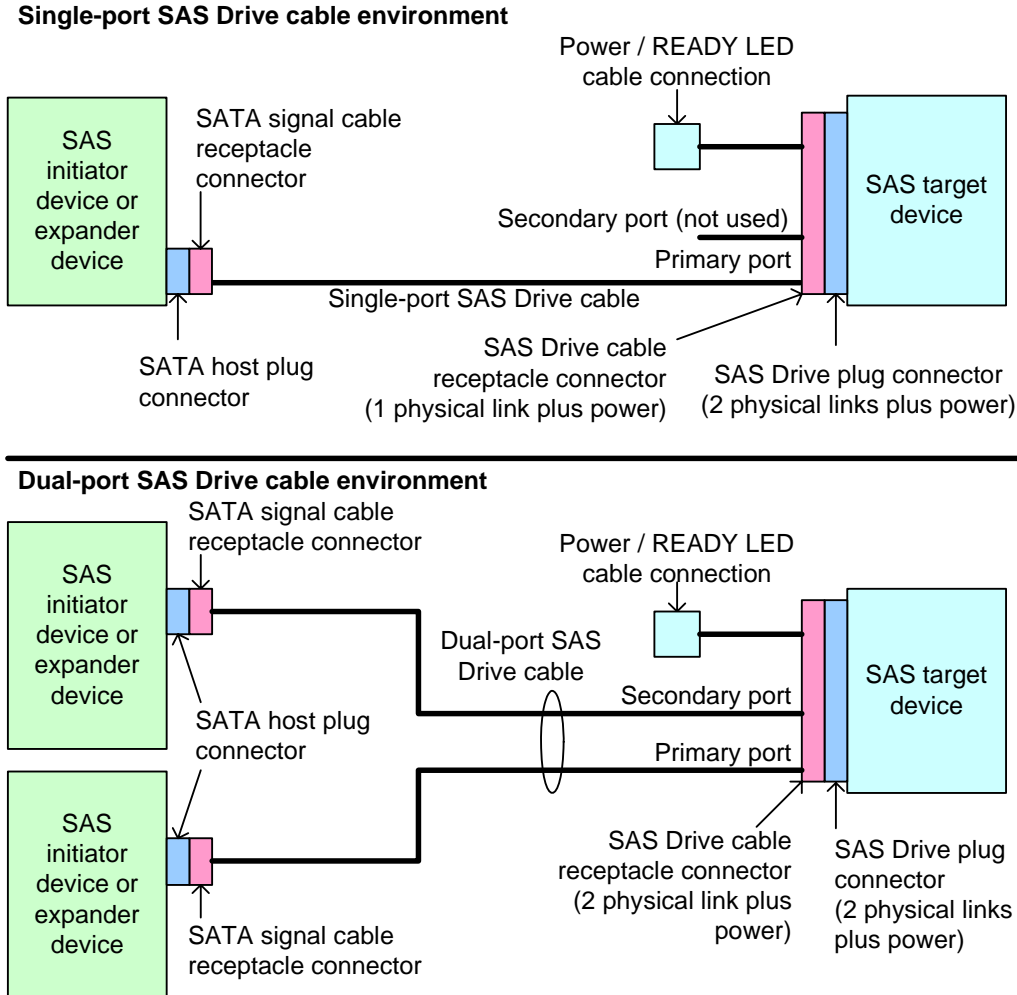 Single-port SAS Drive cable environment
Power / READY LED
cable connection
SAS
initiator
device or
expander
device
SATA signal cable
receptacle
connector
SAS target
device
Secondary port (not used)
Primary port
Single-port SAS Drive cable
SATA host plug
connector
SAS Drive cable
receptacle connector
(1 physical link plus power)
SAS Drive plug connector
(2 physical links plus power)
Dual-port SAS Drive cable environment
SATA signal cable
receptacle connector
SAS
initiator
device or
expander
device
Power / READY LED
cable connection
Dual-port SAS
Drive cable
SAS target
device
Secondary port
SATA host plug
connector
Primary port
SAS
initiator
device or
expander
device
SATA signal cable
receptacle connector
SAS Drive cable
receptacle connector
(2 physical link plus
power)
SAS Drive plug
connector
(2 physical links
plus power)